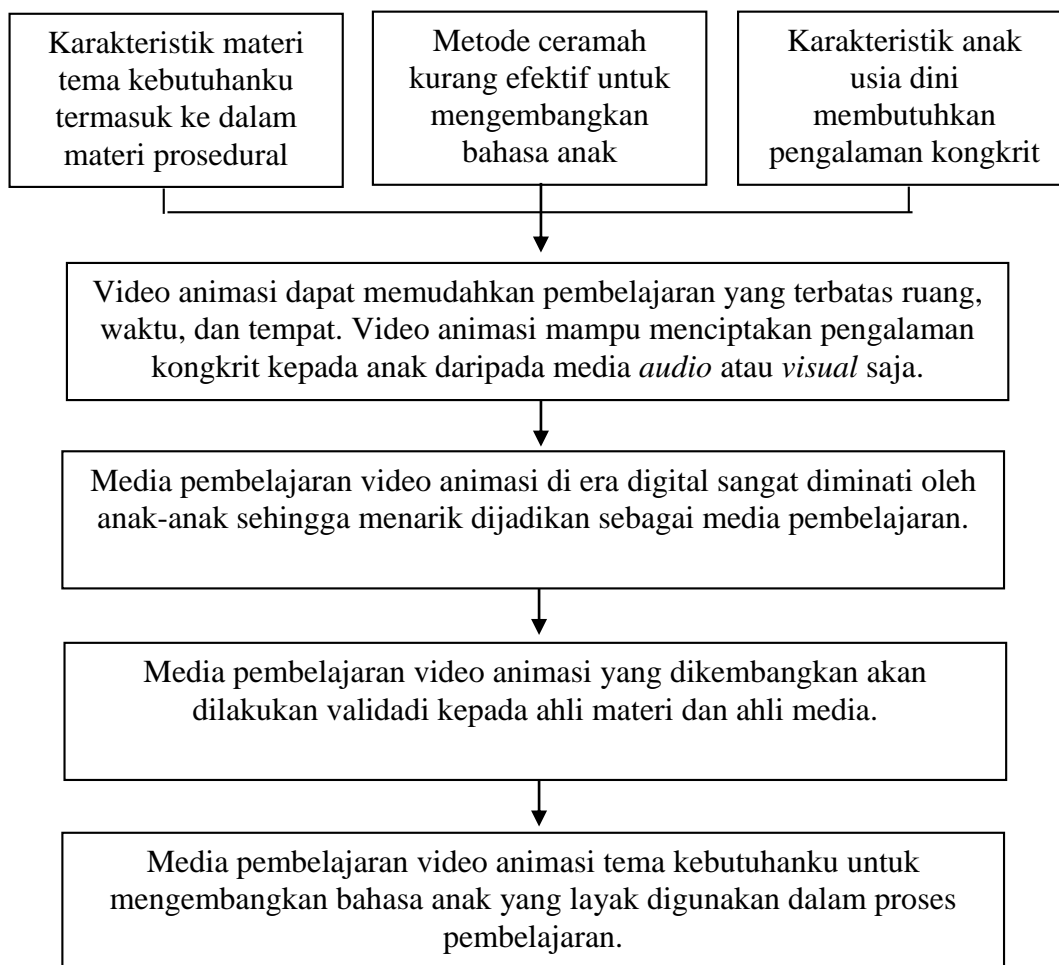 Karakteristik materi
tema kebutuhanku
termasuk ke dalam
materi prosedural
Metode ceramah
kurang efektif untuk
mengembangkan
bahasa anak
Karakteristik anak
usia dini
membutuhkan
pengalaman kongkrit
Video animasi dapat memudahkan pembelajaran yang terbatas ruang,
waktu, dan tempat. Video animasi mampu menciptakan pengalaman
kongkrit kepada anak daripada media audio atau visual saja.
Media pembelajaran video animasi di era digital sangat diminati oleh
anak-anak sehingga menarik dijadikan sebagai media pembelajaran.
Media pembelajaran video animasi yang dikembangkan akan
dilakukan validadi kepada ahli materi dan ahli media.
Media pembelajaran video animasi tema kebutuhanku untuk
mengembangkan bahasa anak yang layak digunakan dalam proses
pembelajaran.